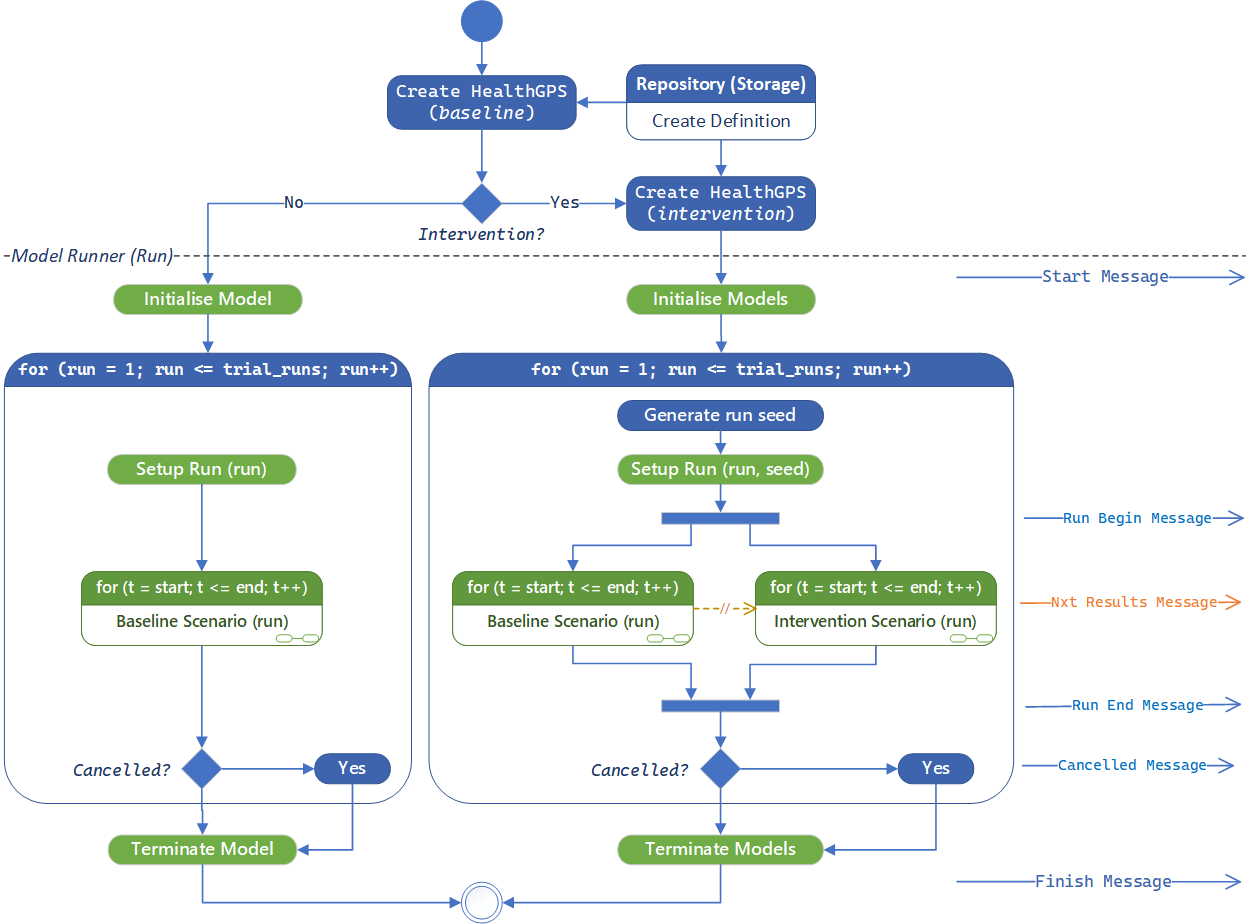 Create HealthGPS
(baseline)
Repository (Storage)
Create Definition
No
Yes
Create HealthGPS
(intervention)
Intervention?
Model Runner (Run)
Start Message
Initialise Model
Initialise Models
for (run = 1; run <= trial_runs; run++)
for (run = 1; run <= trial_runs; run++)
Generate run seed
Setup Run (run)
Setup Run (run, seed)
Run Begin Message
for (t = start; t <= end; t++)
Baseline Scenario (run)
for (t = start; t <= end; t++)
Baseline Scenario (run)
//
for (t = start; t <= end; t++)
Intervention Scenario (run)
Nxt Results Message
Run End Message
Cancelled?
Yes
Cancelled?
Yes
Cancelled Message
Terminate Model
Terminate Models
Finish Message